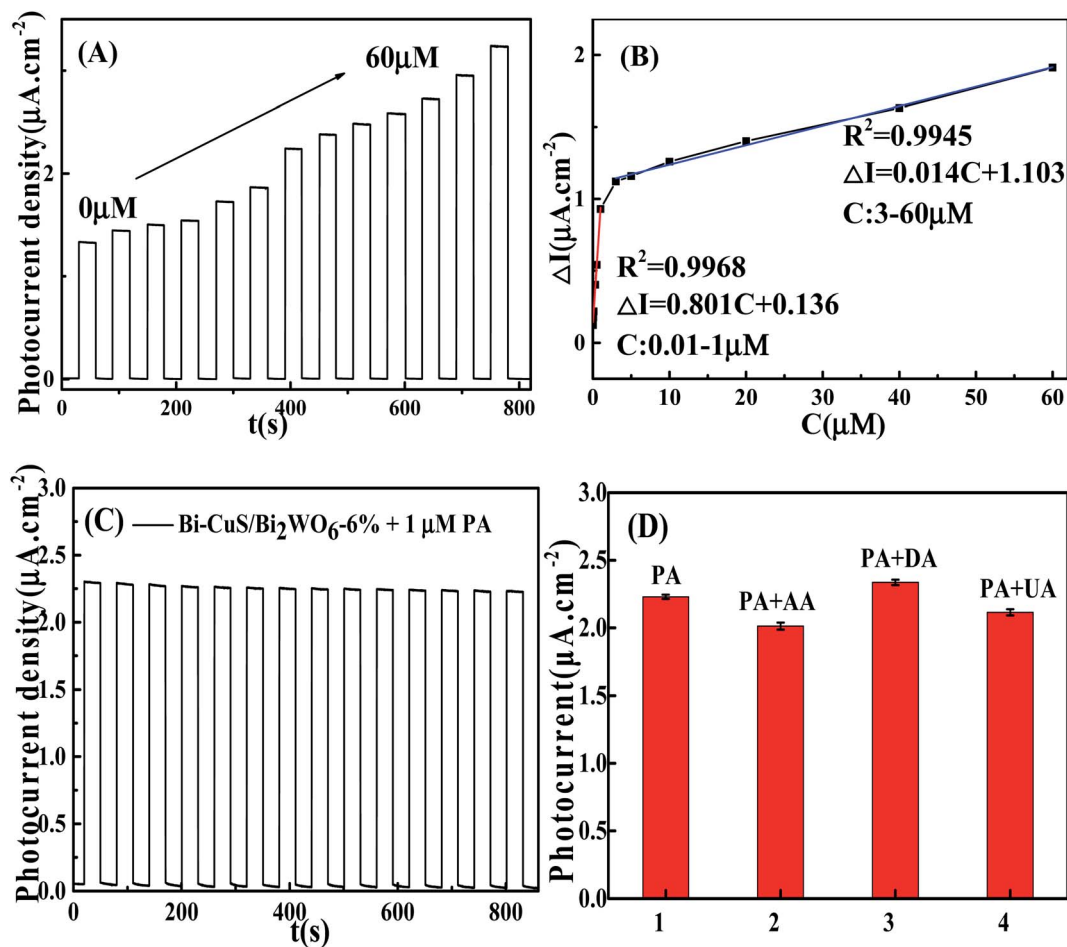 (A)
60μM
0μM
Photocurrent density(μA.cm-2)
2
0
0
200
400
600
800
t(s)
(B)
R2=0.9945
△I=0.014C+1.103
C:3-60μM
R2=0.9968
△I=0.801C+0.136
C:0.01-1μM
△I(μA.cm-2)
2
1
0
0
10
20
30
40
50
60
C(μM)
(C)
Bi-CuS/Bi2WO6-6% + 1 μM PA
Photocurrent density(μA.cm-2)
3.0
2.5
2.0
1.5
1.0
0.5
0.0
0
200
400
600
800
t(s)
(D)
PA
PA+AA
PA+DA
PA+UA
Photocurrent(μA.cm-2)
3.0
2.5
2.0
1.5
1.0
0.5
0.0
1
2
3
4